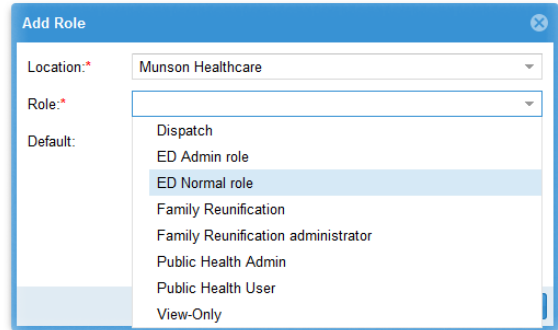 Add Role
Location:* Munson Healthcare
Role:*
Default:
Dispatch
ED Admin role
ED Normal role
Family Reunification
Family Reunification administrator
Public Health Admin
Public Health User
View-Only